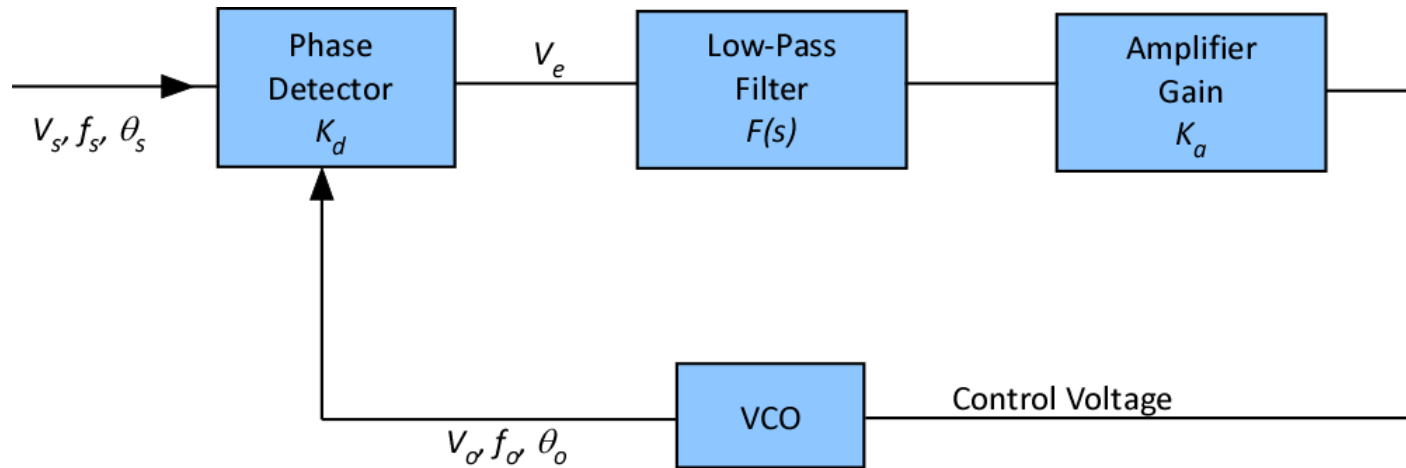 Phase
Detector
K_d
V_e
Low-Pass
Filter
F(s)
Amplifier
Gain
K_a
V_s, f_s, θ_s
VCO
Control Voltage
V_o, f_o, θ_o